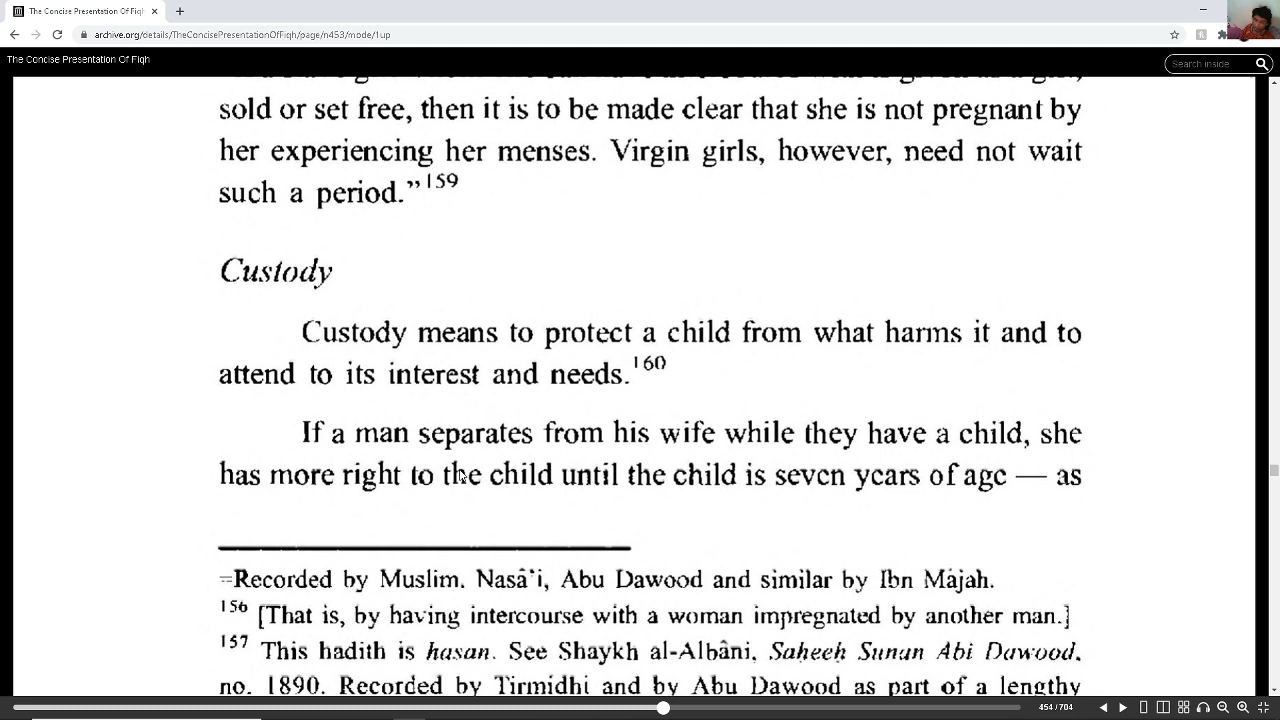 The Concise Presentation Of Fiqh
archive.org/details/TheConcisePresentationOfFiqh/page/n453/mode/1up
The Concise Presentation Of Fiqh
Search inside
sold or set free, then it is to be made clear that she is not pregnant by
her experiencing her menses. Virgin girls, however, need not wait
such a period.”159
Custody
Custody means to protect a child from what harms it and to
attend to its interest and needs.160
If a man separates from his wife while they have a child, she
has more right to the child until the child is seven years of age — as
=Recorded by Muslim. Nasâ'i, Abu Dawood and similar by Ibn Mâjah.
156 [That is, by having intercourse with a woman impregnated by another man.]
157 This hadith is hasan. See Shaykh al-Albâni, Saheeh Sunan Abi Dawood,
no. 1890. Recorded by Tirmidhi and by Abu Dawood as part of a lengthy
454 / 704